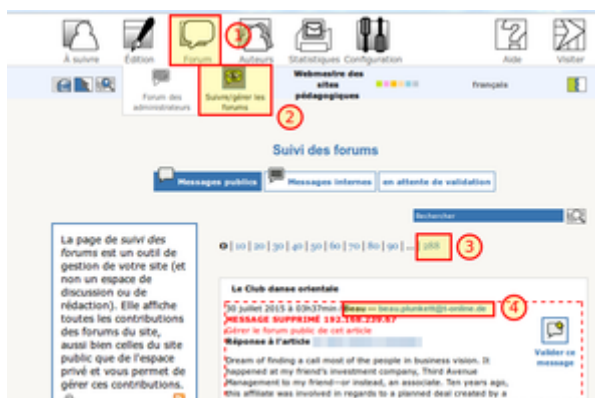 1
À suivre Édition Forum Auteurs Statistiques Configuration Aide Visiter
Forum des administrateurs
Suivre/gérer les forums
Webmestre des sites pédagogiques
français
2
Suivi des forums
Messages publics Messages internes en attente de validation
Rechercher
0 | 10 | 20 | 30 | 40 | 50 | 60 | 70 | 80 | 90 | ... | 288
3
La page de suivi des
forums est un outil de
gestion de votre site (et
non un espace de
discussion ou de
rédaction). Elle affiche
toutes les contributions
des forums du site,
aussi bien celles du site
public que de l'espace
privé et vous permet de
gérer ces contributions.
Le Club danse orientale
30 juillet 2015 à 03h37min Beau — beau.plunkett@t-online.de
4
MESSAGE SUPPRIMÉ 192.168.239.67
Gérer le forum public de cet article
Réponse à l'article
Valider ce
message
Dream of finding a call most of the people in business vision. It
happened at my friend's investment company, Third Avenue
Management to my friend—or instead, an associate. Ten years ago,
this affiliate was involved in regards to a planned deal created by a